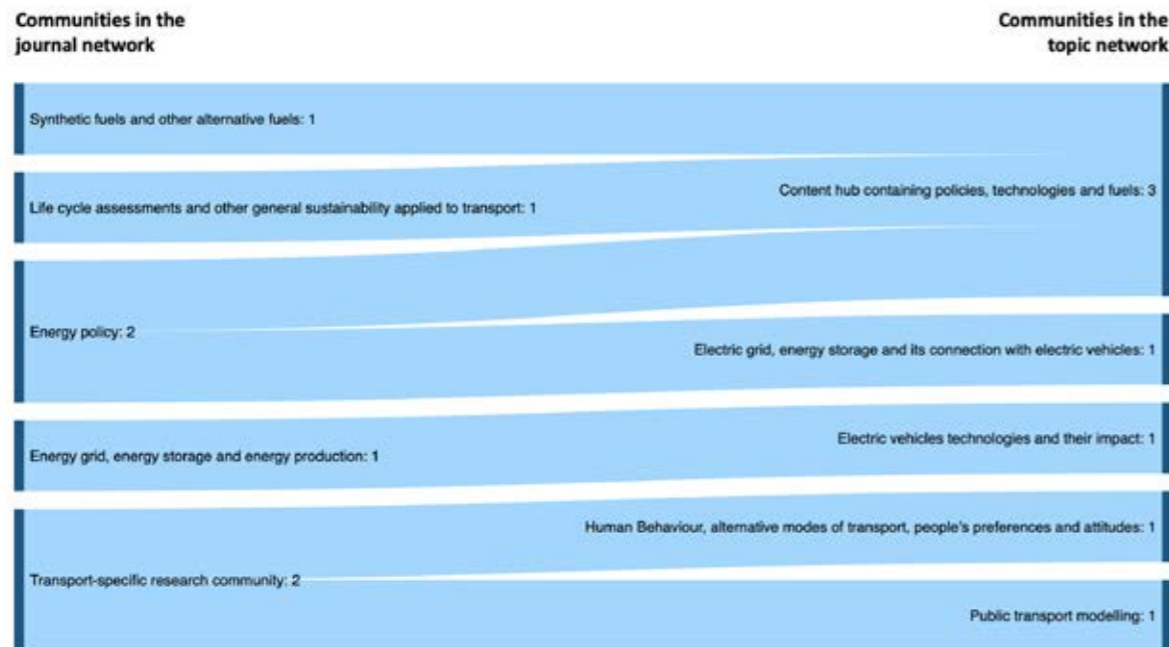 Communities in the
journal network
Communities in the
topic network
Synthetic fuels and other alternative fuels: 1
Content hub containing policies, technologies and fuels: 3
Life cycle assessments and other general sustainability applied to transport: 1
Energy policy: 2
Electric grid, energy storage and its connection with electric vehicles: 1
Electric vehicles technologies and their impact: 1
Energy grid, energy storage and energy production: 1
Human Behaviour, alternative modes of transport, people's preferences and attitudes: 1
Transport-specific research community: 2
Public transport modelling: 1